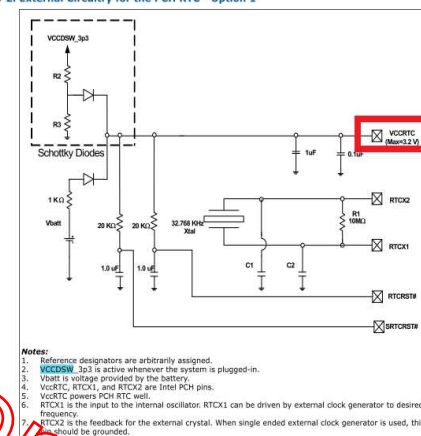 External Circuitry for the PCH RTC - Option 1
VCCDSW_3p3
R2
R3
Schottky Diodes
VCCRTC
(Max=3.2 V)
1uF
0.1uF
1 KΩ
Vbatt
20 KΩ
20 KΩ
32.768 KHz
Xtal
R1
10MΩ
RTCX2
RTCX1
1.0 uF
1.0 uF
C1
C2
RTCRST#
SRTCRST#
Notes:
1. Reference designators are arbitrarily assigned.
2. VCCDSW_3p3 is active whenever the system is plugged-in.
3. Vbatt is voltage provided by the battery.
4. VccRTC, RTCX1, and RTCX2 are Intel PCH pins.
5. VccRTC powers PCH RTC well.
6. RTCX1 is the input to the internal oscillator. RTCX1 can be driven by external clock generator to desired
frequency.
7. RTCX2 is the feedback for the external crystal. When single ended external clock generator is used, this
pin should be grounded.